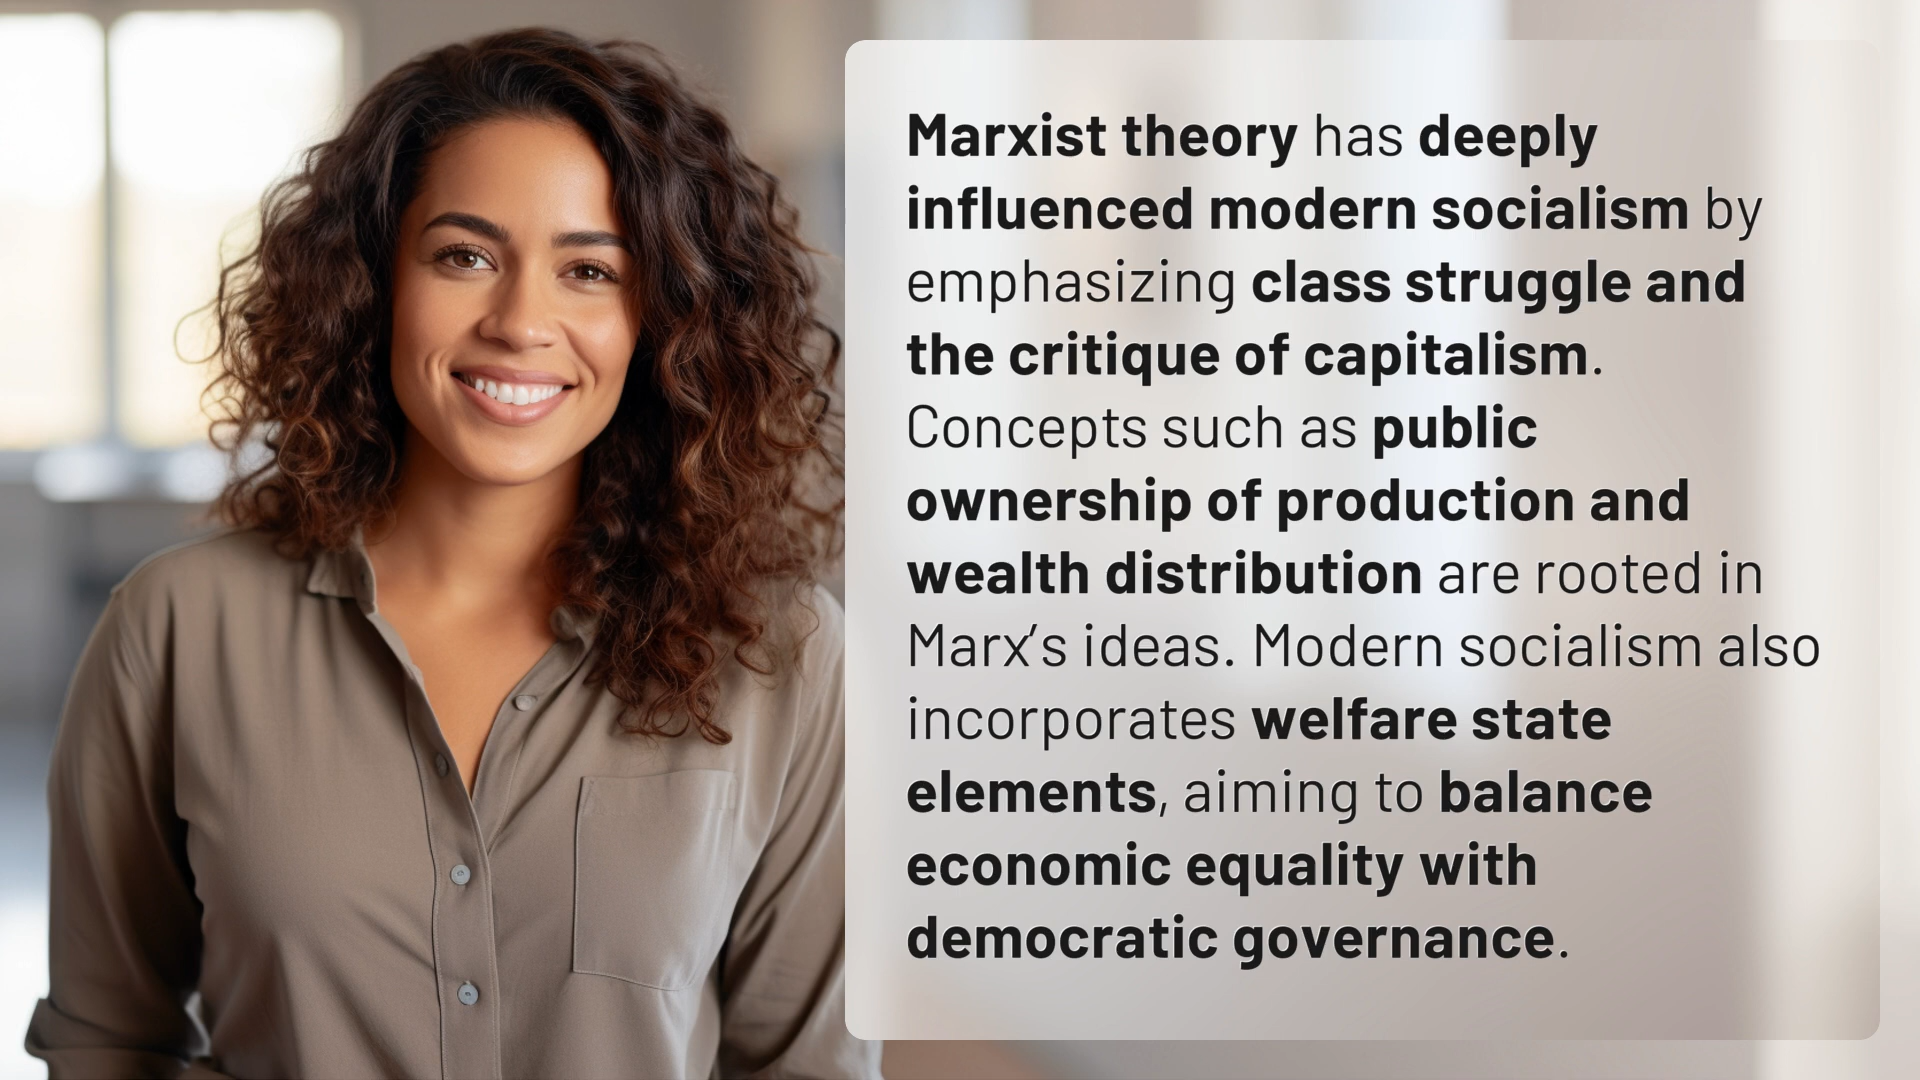 Marxist theory has deeply
influenced modern socialism by
emphasizing class struggle and
the critique of capitalism.
Concepts such as public
ownership of production and
wealth distribution are rooted in
Marx’s ideas. Modern socialism also
incorporates welfare state
elements, aiming to balance
economic equality with
democratic governance.